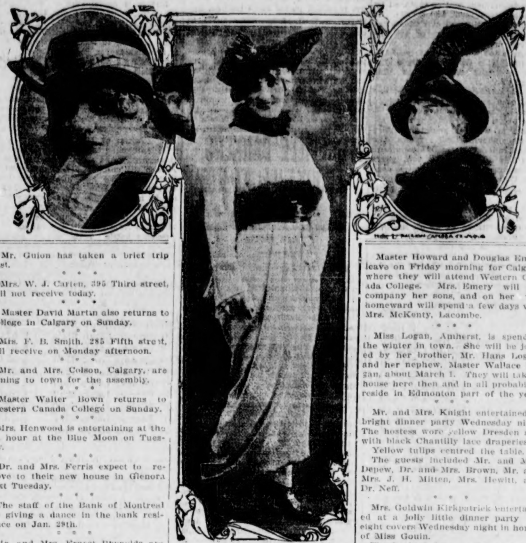 Mr. Guion has taken a brief trip
st.
* * *
Mrs. W. J. Carien, 395 Third street,
ll not receive today.
* * *
Master David Martin also returns to
llege in Calgary on Sunday.
* * *
Mrs. F. B. Smith, 285 Fifth street,
ll receive on Monday afternoon.
* * *
Mr. and Mrs. Colson, Calgary, are
ming to town for the assembly.
* * *
Master Walter Bown returns to
estern Canada College on Sunday.
* * *
Mrs. Henwood is entertaining at the
hour at the Blue Moon on Tues-
* * *
Dr. and Mrs. Ferris expect to re-
ove to their new house in Glenora
xt Tuesday.
* * *
The staff of the Bank of Montreal
giving a dance in the bank resi-
ce on Jan. 29th.
* * *
Master Howard and Douglas Em
leave on Friday morning for Calg
where they will attend Western C
ada College. Mrs. Emery will
company her sons, and on her
homeward will spend a few days
Mrs. McKenty, Lacombe.
* * *
Miss Logan, Amherst, is spend
the winter in town. She will be j
ed by her brother, Mr. Hans Lo
and her nephew, Master Wallace
gan, about March 1. They will tak
house here then and in all probabi
reside in Edmonton part of the ye
* * *
Mr. and Mrs. Knight entertaine
bright dinner party Wednesday ni
The hostess wore yellow Dresden
with black Chantilly lace draperies
Yellow tulips centred the table.
The guests included Mr. and M
Depew, Dr. and Mrs. Brown, Mr. a
Mrs. J. H. Mitten, Mrs. Hewitt,
Dr. Neff.
* * *
Mrs. Goldwin Kirkpatrick entertai
ed at a jolly little dinner party
eight covers Wednesday night in hon
of Miss Gouin.